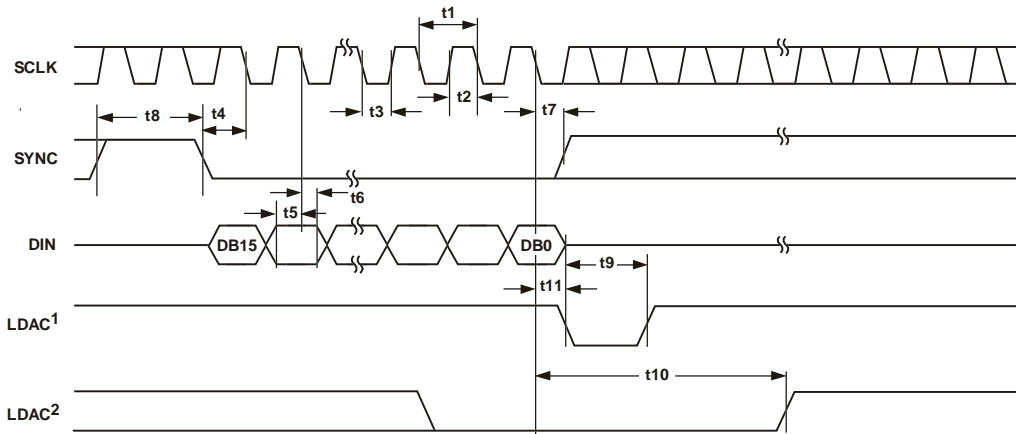 t1
SCLK
t3
t2
t7
t8
t4
SYNC
t6
t5
DIN
DB15
DB0
t9
t11
LDAC1
t10
LDAC2